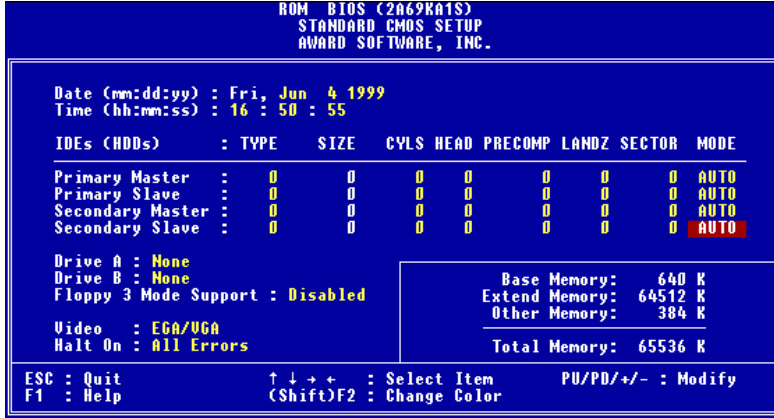 ROM BIOS (2A69KA1S)
STANDARD CMOS SETUP
AWARD SOFTWARE, INC.
Date (mm:dd:yy) : Fri, Jun 4 1999
Time (hh:mm:ss) : 16 : 50 : 55
IDEs (HDDs) : TYPE SIZE CYLS HEAD PRECOMP LANDZ SECTOR MODE
Primary Master : 0 0 0 0 0 0 0 AUTO
Primary Slave : 0 0 0 0 0 0 0 AUTO
Secondary Master : 0 0 0 0 0 0 0 AUTO
Secondary Slave : 0 0 0 0 0 0 0 AUTO
Drive A : None
Drive B : None
Floppy 3 Mode Support : Disabled
Video : EGA/VGA
Halt On : All Errors
Base Memory: 640 K
Extend Memory: 64512 K
Other Memory: 384 K
Total Memory: 65536 K
ESC : Quit ↑ ↓ → ← : Select Item PU/PD/+/- : Modify
F1 : Help (Shift)F2 : Change Color